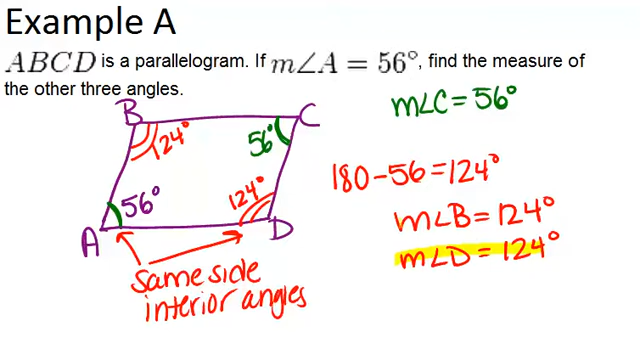 Example A
ABCD is a parallelogram. If m∠A = 56°, find the measure of
the other three angles.
m∠C = 56°
B
C
124°
56°
180-56=124°
56°
124°
m∠B = 124°
A
D
m∠D = 124°
Same side
interior angles